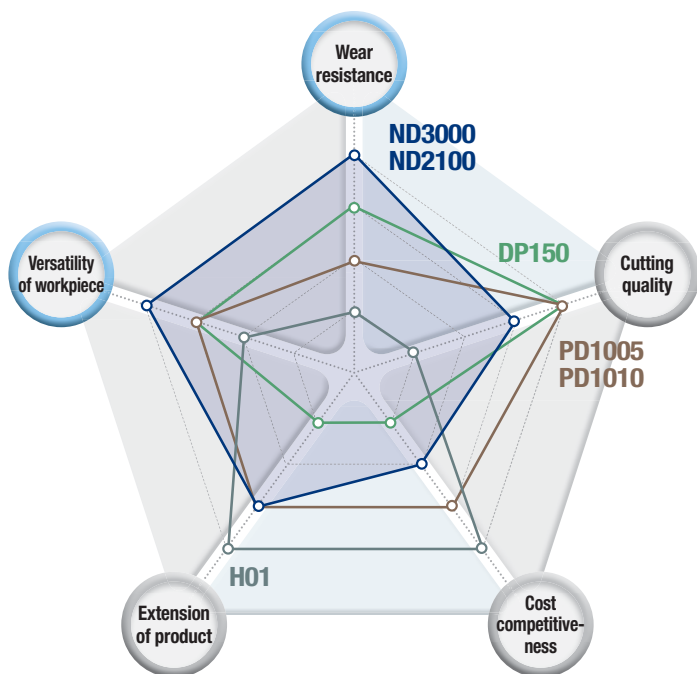 Wear
resistance
ND3000
ND2100
DP150
Versatility
of workpiece
Cutting
quality
PD1005
PD1010
H01
Extension
of product
Cost
competitive-
ness